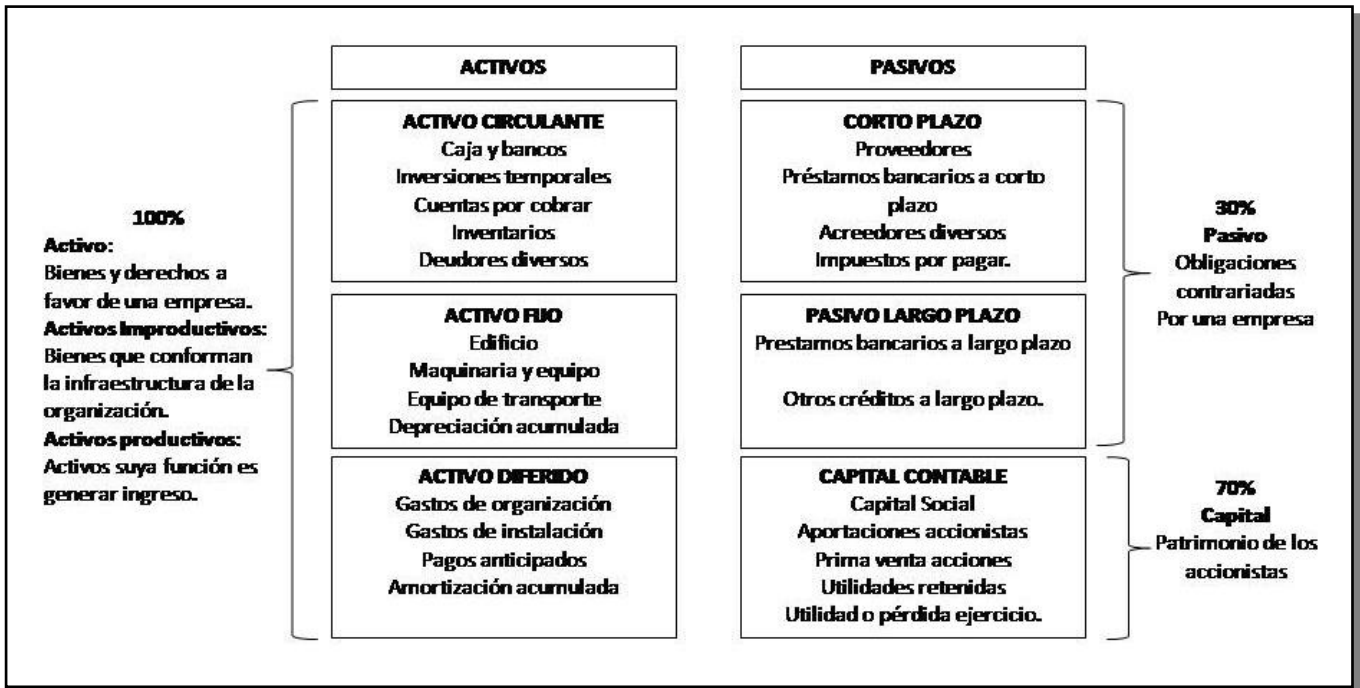 100%
Activo:
Bienes y derechos a
favor de una empresa.
Activos Improductivos:
Bienes que conforman
la infraestructura de la
organización.
Activos productivos:
Activos suya función es
generar ingreso.
ACTIVOS
ACTIVO CIRCULANTE
Caja y bancos
Inversiones temporales
Cuentas por cobrar
Inventarios
Deudores diversos
ACTIVO FIJO
Edificio
Maquinaria y equipo
Equipo de transporte
Depreciación acumulada
ACTIVO DIFERIDO
Gastos de organización
Gastos de instalación
Pagos anticipados
Amortización acumulada
PASIVOS
CORTO PLAZO
Proveedores
Préstamos bancarios a corto
plazo
Acreedores diversos
Impuestos por pagar.
PASIVO LARGO PLAZO
Prestamos bancarios a largo plazo
Otros créditos a largo plazo.
CAPITAL CONTABLE
Capital Social
Aportaciones accionistas
Prima venta acciones
Utilidades retenidas
Utilidad o pérdida ejercicio.
30%
Pasivo
Obligaciones
contrariadas
Por una empresa
70%
Capital
Patrimonio de los
accionistas